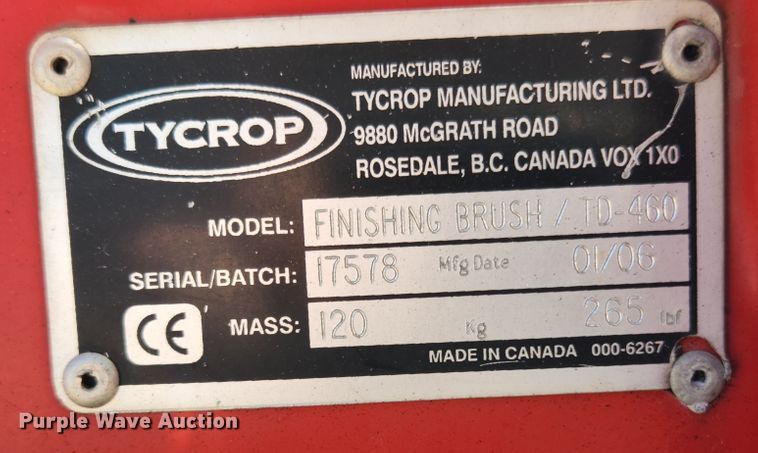 TYCROP
MANUFACTURED BY:
TYCROP MANUFACTURING LTD.
9880 McGRATH ROAD
ROSEDALE, B.C. CANADA VOX 1X0
MODEL: FINISHING BRUSH / TD-460
SERIAL/BATCH: 17578 Mfg Date 01/06
CE MASS: 120 Kg 265 lbf
MADE IN CANADA 000-6267
Purple Wave Auction